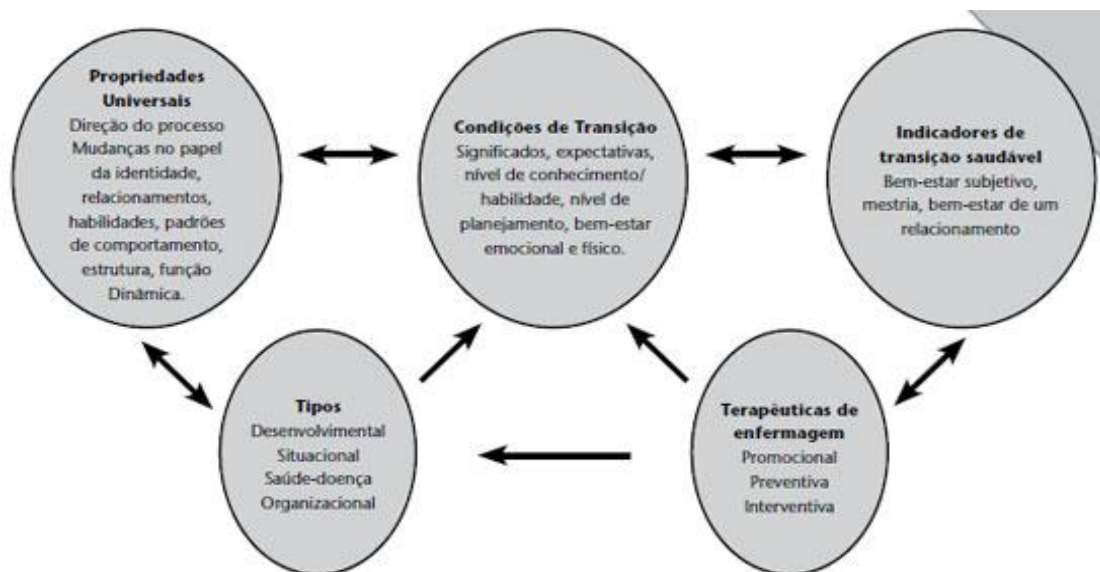 Propriedades
Universais
Direção do processo
Mudanças no papel
da identidade,
relacionamentos,
habilidades, padrões
de comportamento,
estrutura, função
Dinâmica.
Condições de Transição
Significados, expectativas,
nível de conhecimento/
habilidade, nível de
planejamento, bem-estar
emocional e físico.
Indicadores de
transição saudável
Bem-estar subjetivo,
mestria, bem-estar de um
relacionamento
Tipos
Desenvolvimental
Situacional
Saúde-doença
Organizacional
Terapêuticas de
enfermagem
Promocional
Preventiva
Interventiva